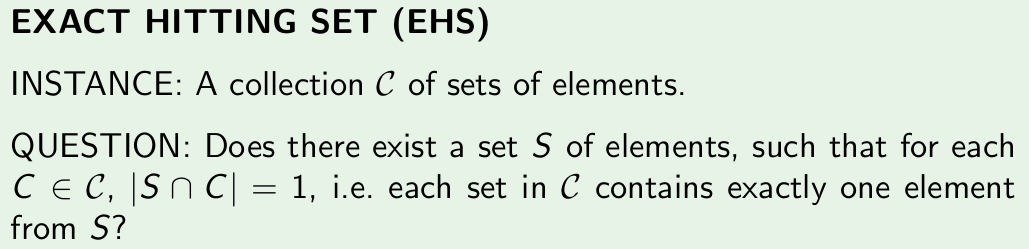 EXACT HITTING SET (EHS)
INSTANCE: A collection 𝒞 of sets of elements.
QUESTION: Does there exist a set S of elements, such that for each
C ∈ 𝒞, |S ∩ C| = 1, i.e. each set in 𝒞 contains exactly one element
from S?